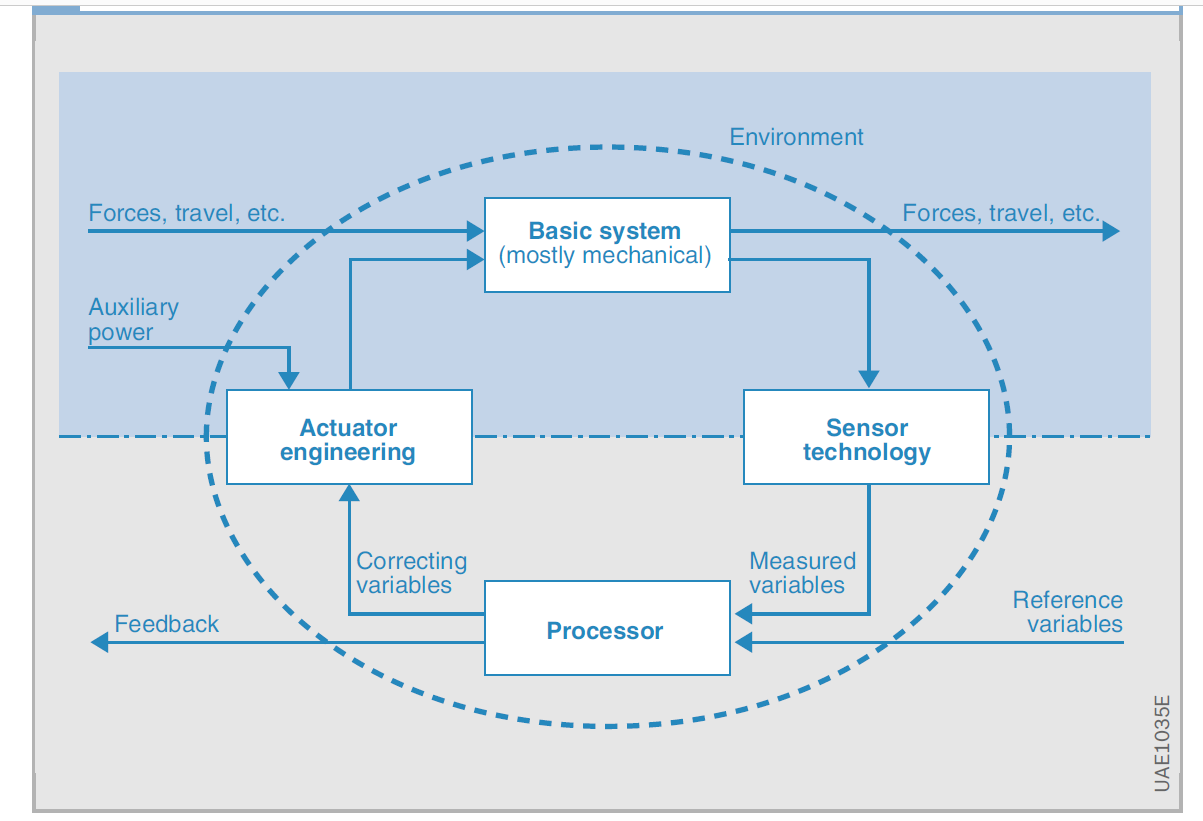 Environment
Forces, travel, etc.
Basic system
(mostly mechanical)
Forces, travel, etc.
Auxiliary
power
Actuator
engineering
Sensor
technology
Correcting
variables
Measured
variables
Reference
variables
Feedback
Processor
UAE1035E